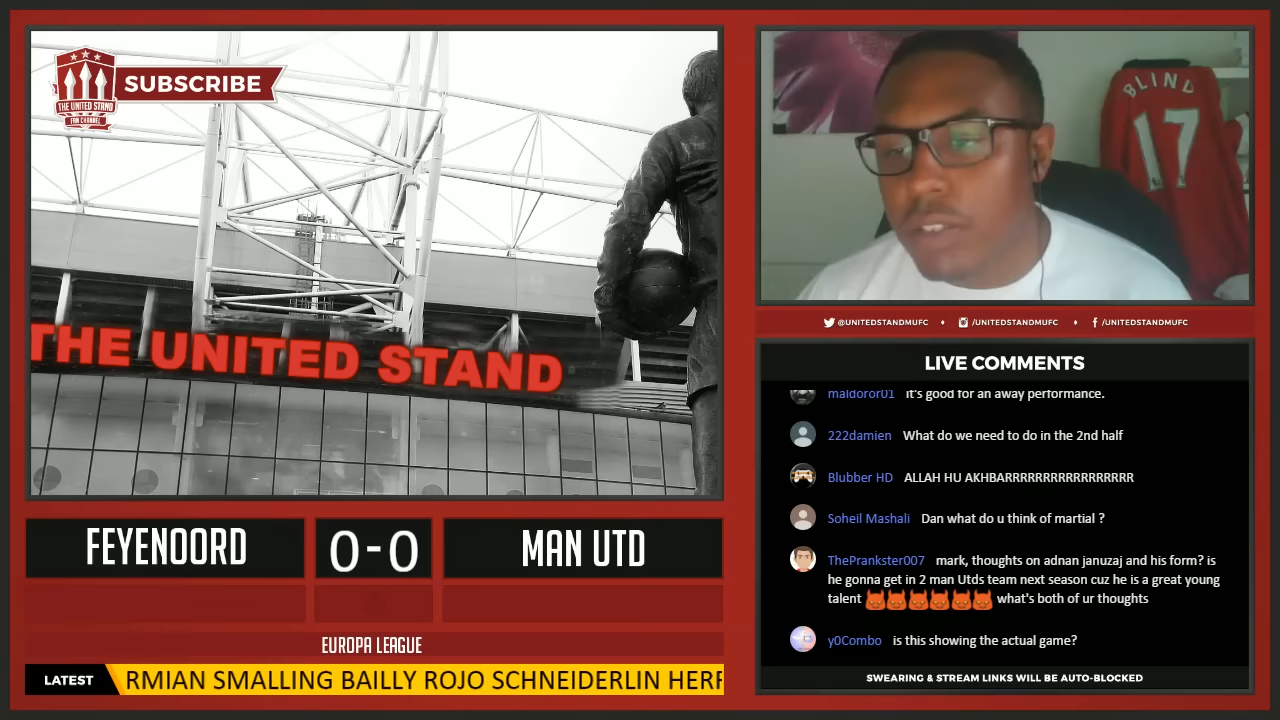 THE UNITED STAND
FAN CHANNEL
SUBSCRIBE
THE UNITED STAND
BLIND
17
@UNITEDSTANDMUFC
/UNITEDSTANDMUFC
/UNITEDSTANDMUFC
FEYENOORD
0-0
MAN UTD
EUROPA LEAGUE
LATEST
RMIAN SMALLING BAILLY ROJO SCHNEIDERLIN HERR
LIVE COMMENTS
maldoror01 it's good for an away performance.
222damien What do we need to do in the 2nd half
Blubber HD ALLAH HU AKHBARRRRRRRRRRRRRRRRRR
Soheil Mashali Dan what do u think of martial ?
ThePrankster007 mark, thoughts on adnan januzaj and his form? is
he gonna get in 2 man Utds team next season cuz he is a great young
talent 👹👹👹👹👹👹 what's both of ur thoughts
y0Combo is this showing the actual game?
SWEARING & STREAM LINKS WILL BE AUTO-BLOCKED